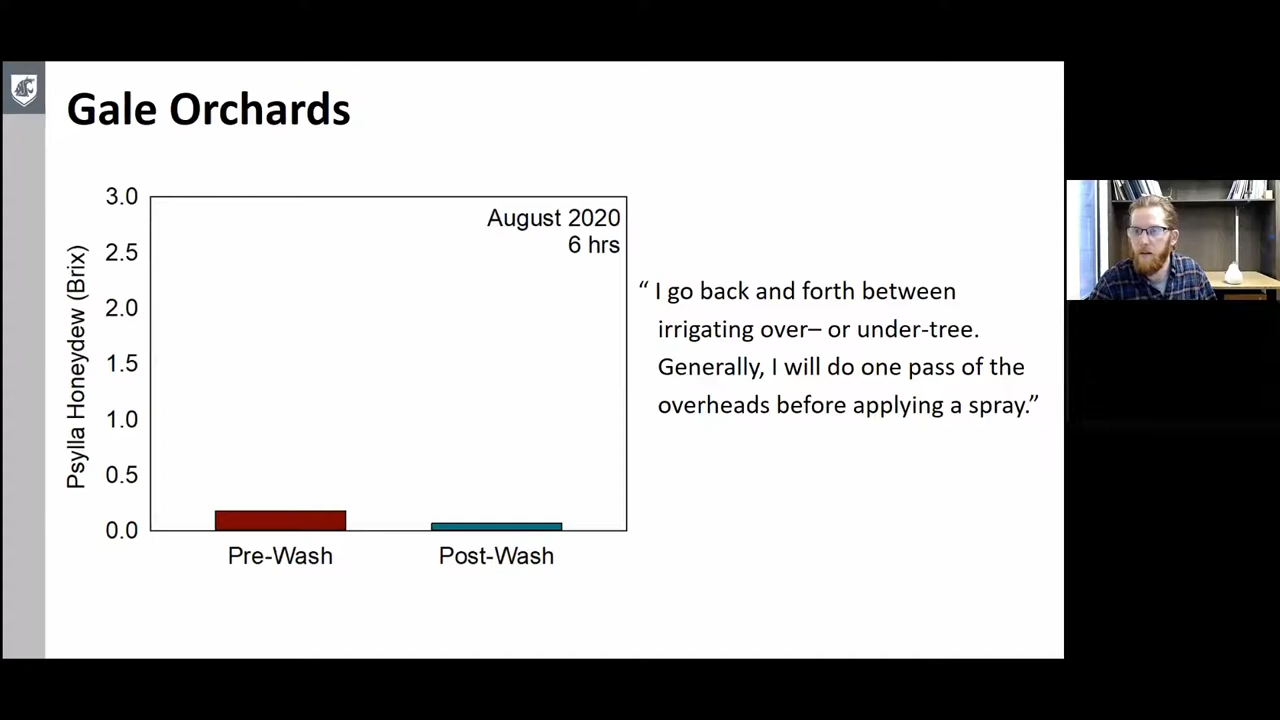 Gale Orchards
3.0
2.5
2.0
1.5
1.0
0.5
0.0
Psylla Honeydew (Brix)
August 2020
6 hrs
Pre-Wash
Post-Wash
“ I go back and forth between
irrigating over– or under-tree.
Generally, I will do one pass of the
overheads before applying a spray.”